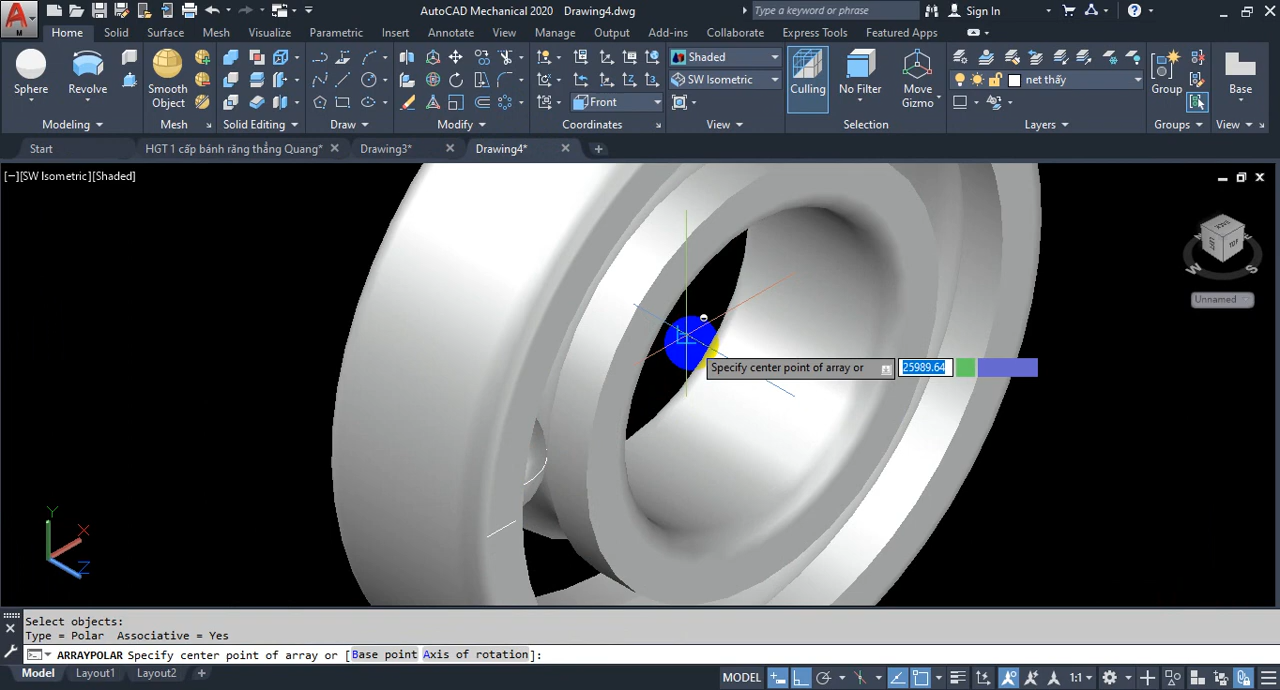 AutoCAD Mechanical 2020 Drawing4.dwg
Type a keyword or phrase
Sign In
Home Solid Surface Mesh Visualize Parametric Insert Annotate View Manage Output Add-ins Collaborate Express Tools Featured Apps
Sphere
Revolve
Smooth Object
Front
Shaded
SW Isometric
Culling
No Filter
Move Gizmo
net thấy
Group
Base
Modeling
Mesh
Solid Editing
Draw
Modify
Coordinates
View
Selection
Layers
Groups
View
Start
HGT 1 cấp bánh răng thẳng Quang*
Drawing3*
Drawing4*
[−][SW Isometric][Shaded]
TOP
W
S
Unnamed
Specify center point of array or
25989.64
Y
X
Z
Select objects:
Type = Polar Associative = Yes
ARRAYPOLAR Specify center point of array or [Base point Axis of rotation]:
Model Layout1 Layout2
MODEL
1:1